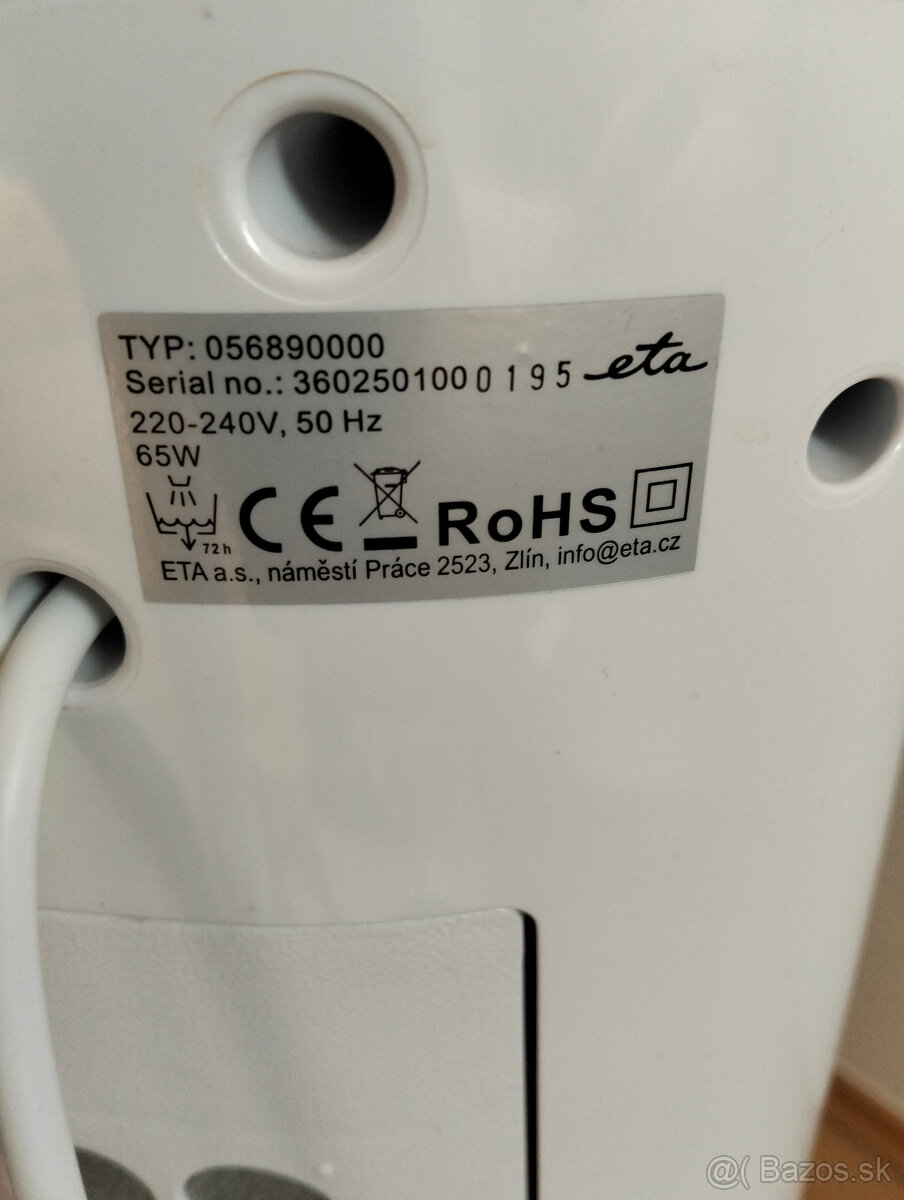 TYP: 056890000
Serial no.: 3602501000195 eta
220-240V, 50 Hz
65W
72h
CE RoHS
ETA a.s., náměstí Práce 2523, Zlín, info@eta.cz
@( Bazos.sk